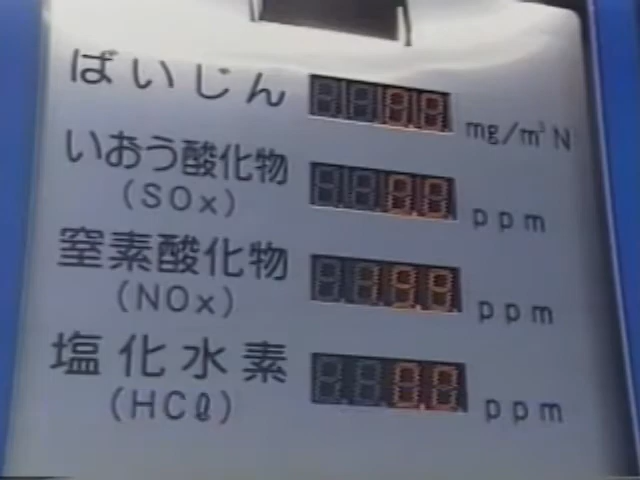 ばいじん
mg/m³N
いおう酸化物
(SOx)
ppm
窒素酸化物
(NOx)
ppm
塩化水素
(HCℓ)
ppm